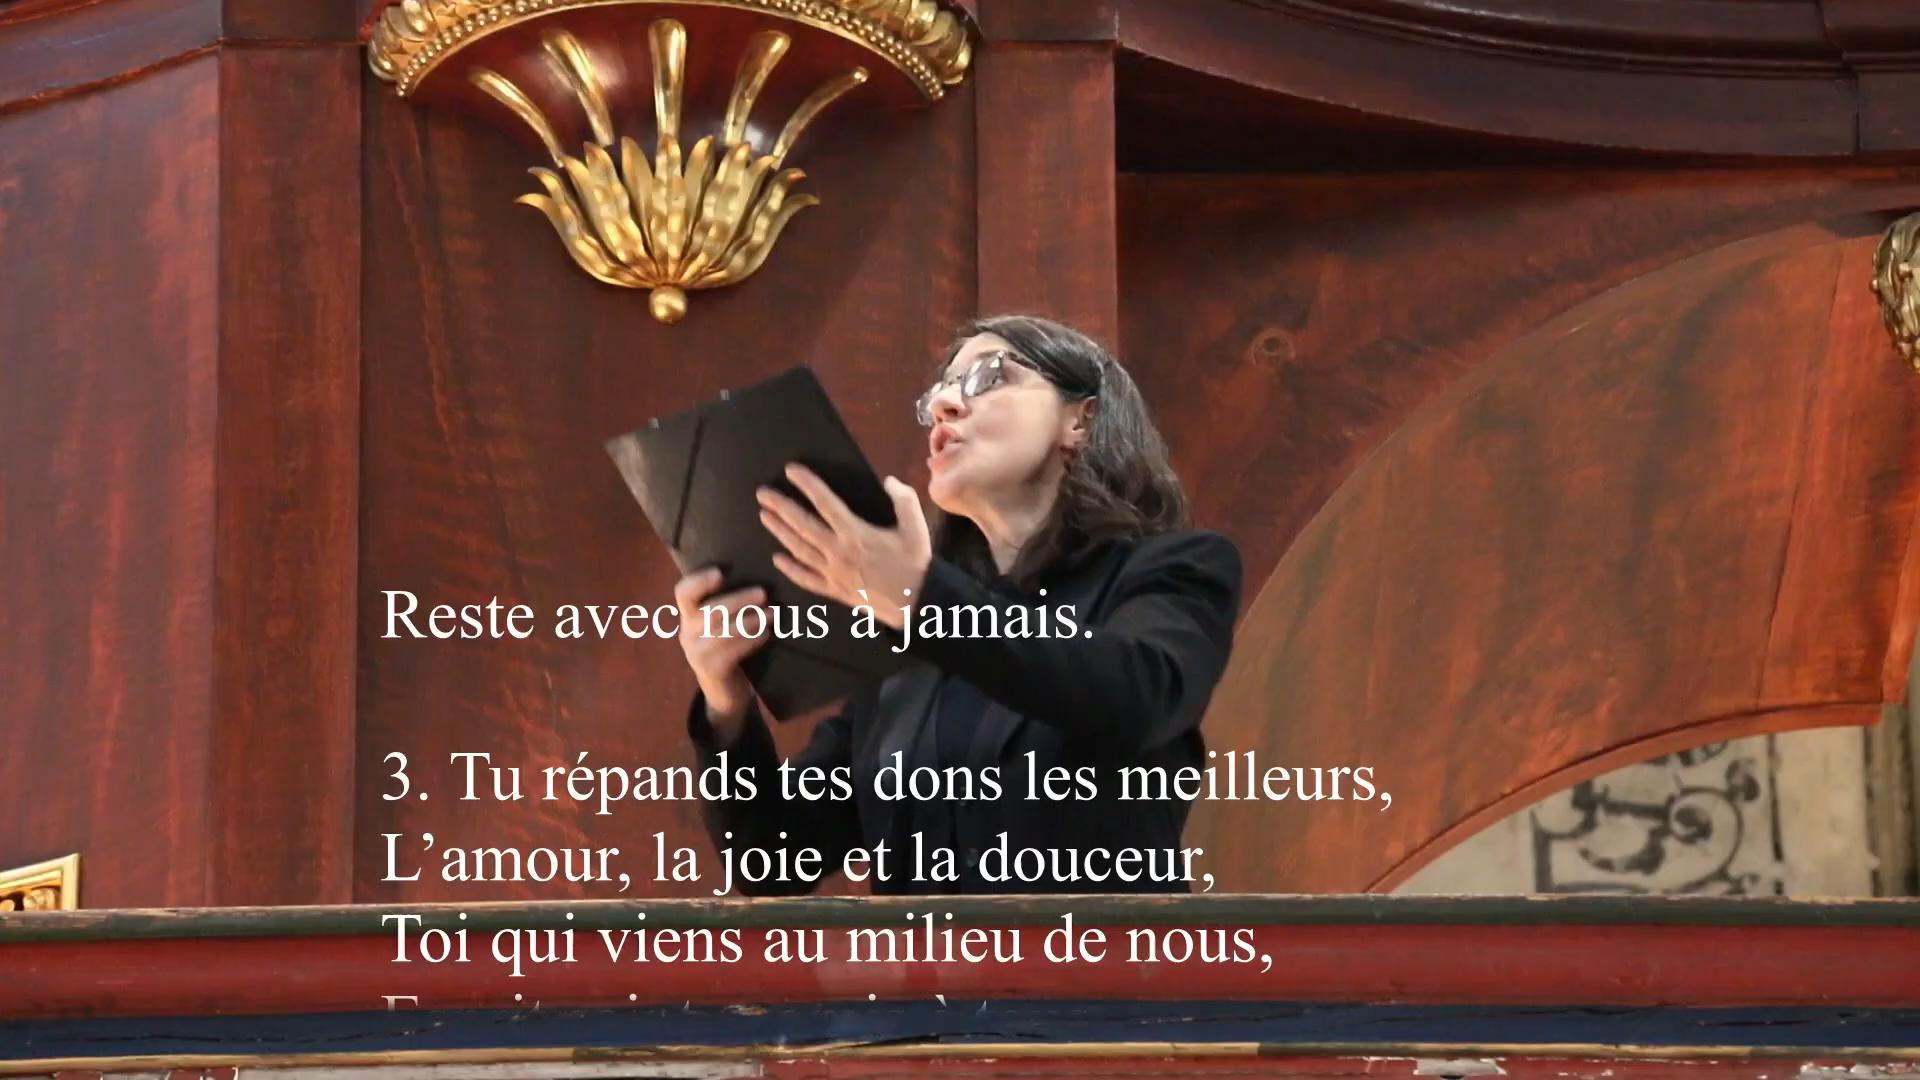 Reste avec nous à jamais.
3. Tu répands tes dons les meilleurs,
L’amour, la joie et la douceur,
Toi qui viens au milieu de nous,